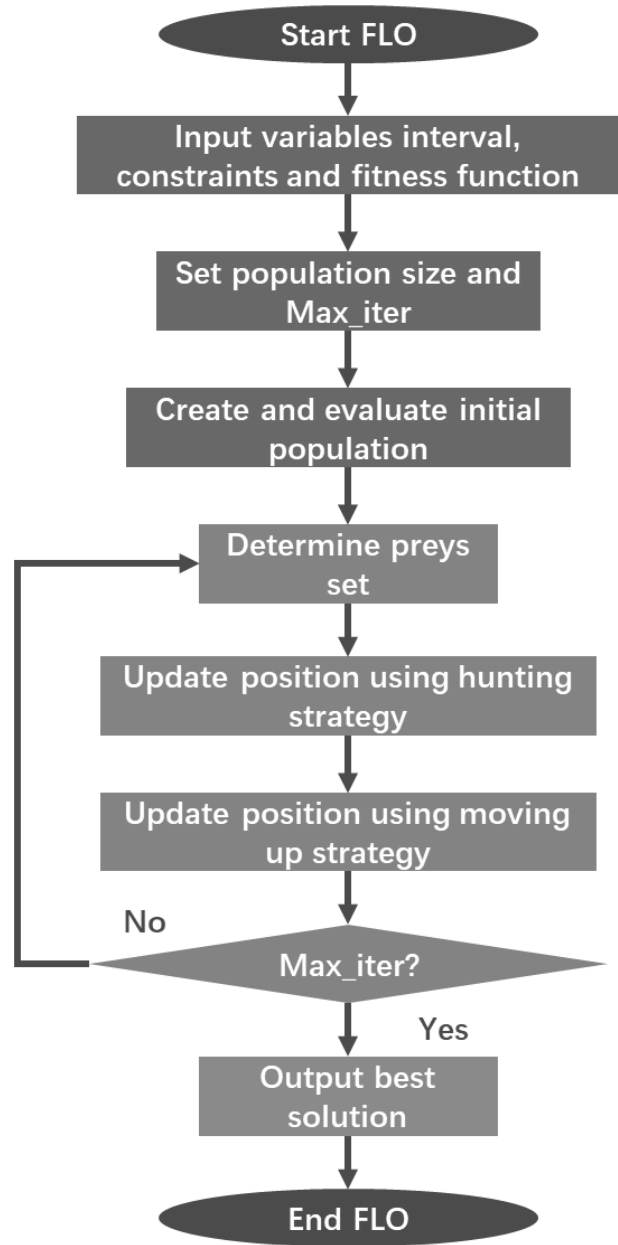 Start FLO
Input variables interval,
constraints and fitness function
Set population size and
Max_iter
Create and evaluate initial
population
Determine preys
set
Update position using hunting
strategy
Update position using moving
up strategy
No
Max_iter?
Yes
Output best
solution
End FLO